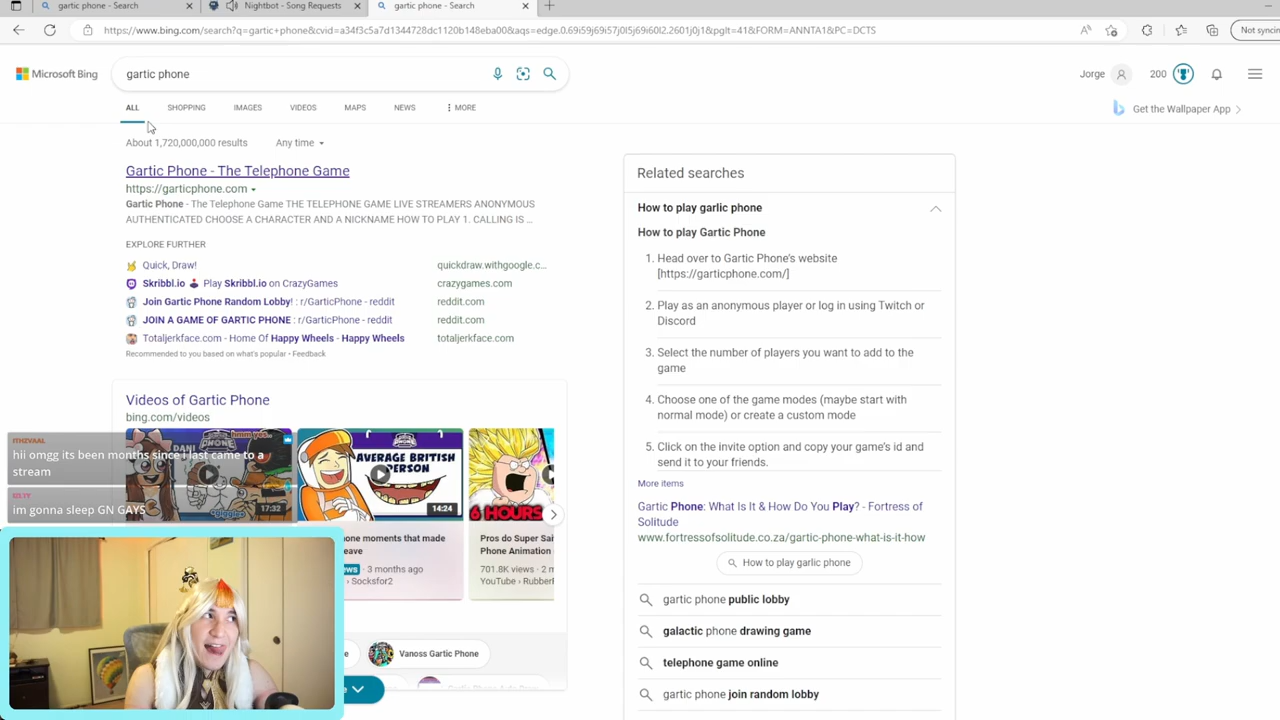 gartic phone - Search
Nightbot - Song Requests
gartic phone - Search
https://www.bing.com/search?q=gartic+phone&cvid=a34f3c5a7d1344728dc1120b148eba00&aqs=edge.0.69i59j69i57j0l5j69i60l2.2601j0j1&pglt=41&FORM=ANNTA1&PC=DCTS
Not syncing
Microsoft Bing
gartic phone
Jorge
200
ALL
SHOPPING
IMAGES
VIDEOS
MAPS
NEWS
MORE
Get the Wallpaper App
About 1,720,000,000 results
Any time
Gartic Phone - The Telephone Game
https://garticphone.com
Gartic Phone - The Telephone Game THE TELEPHONE GAME LIVE STREAMERS ANONYMOUS
AUTHENTICATED CHOOSE A CHARACTER AND A NICKNAME HOW TO PLAY 1. CALLING IS ...
EXPLORE FURTHER
Quick, Draw!
quickdraw.withgoogle.c...
Skribbl.io Play Skribbl.io on CrazyGames
crazygames.com
Join Gartic Phone Random Lobby! : r/GarticPhone - reddit
reddit.com
JOIN A GAME OF GARTIC PHONE : r/GarticPhone - reddit
reddit.com
Totaljerkface.com - Home Of Happy Wheels - Happy Wheels
totaljerkface.com
Recommended to you based on what's popular • Feedback
Videos of Gartic Phone
bing.com/videos
hii omgg its been months since i last came to a
stream
im gonna sleep GN GAYS
17:32
AVERAGE BRITISH
PERSON
14:24
6 HOURS
phone moments that made
leave
3 months ago
Socksfor2
Pros do Super Sai
Phone Animation
701.8K views · 2 m
YouTube › Rubber
Vanoss Gartic Phone
Related searches
How to play garlic phone
How to play Gartic Phone
1. Head over to Gartic Phone's website
[https://garticphone.com/]
2. Play as an anonymous player or log in using Twitch or
Discord
3. Select the number of players you want to add to the
game
4. Choose one of the game modes (maybe start with
normal mode) or create a custom mode
5. Click on the invite option and copy your game's id and
send it to your friends.
More items
Gartic Phone: What Is It & How Do You Play? - Fortress of
Solitude
www.fortressofsolitude.co.za/gartic-phone-what-is-it-how
How to play garlic phone
gartic phone public lobby
galactic phone drawing game
telephone game online
gartic phone join random lobby